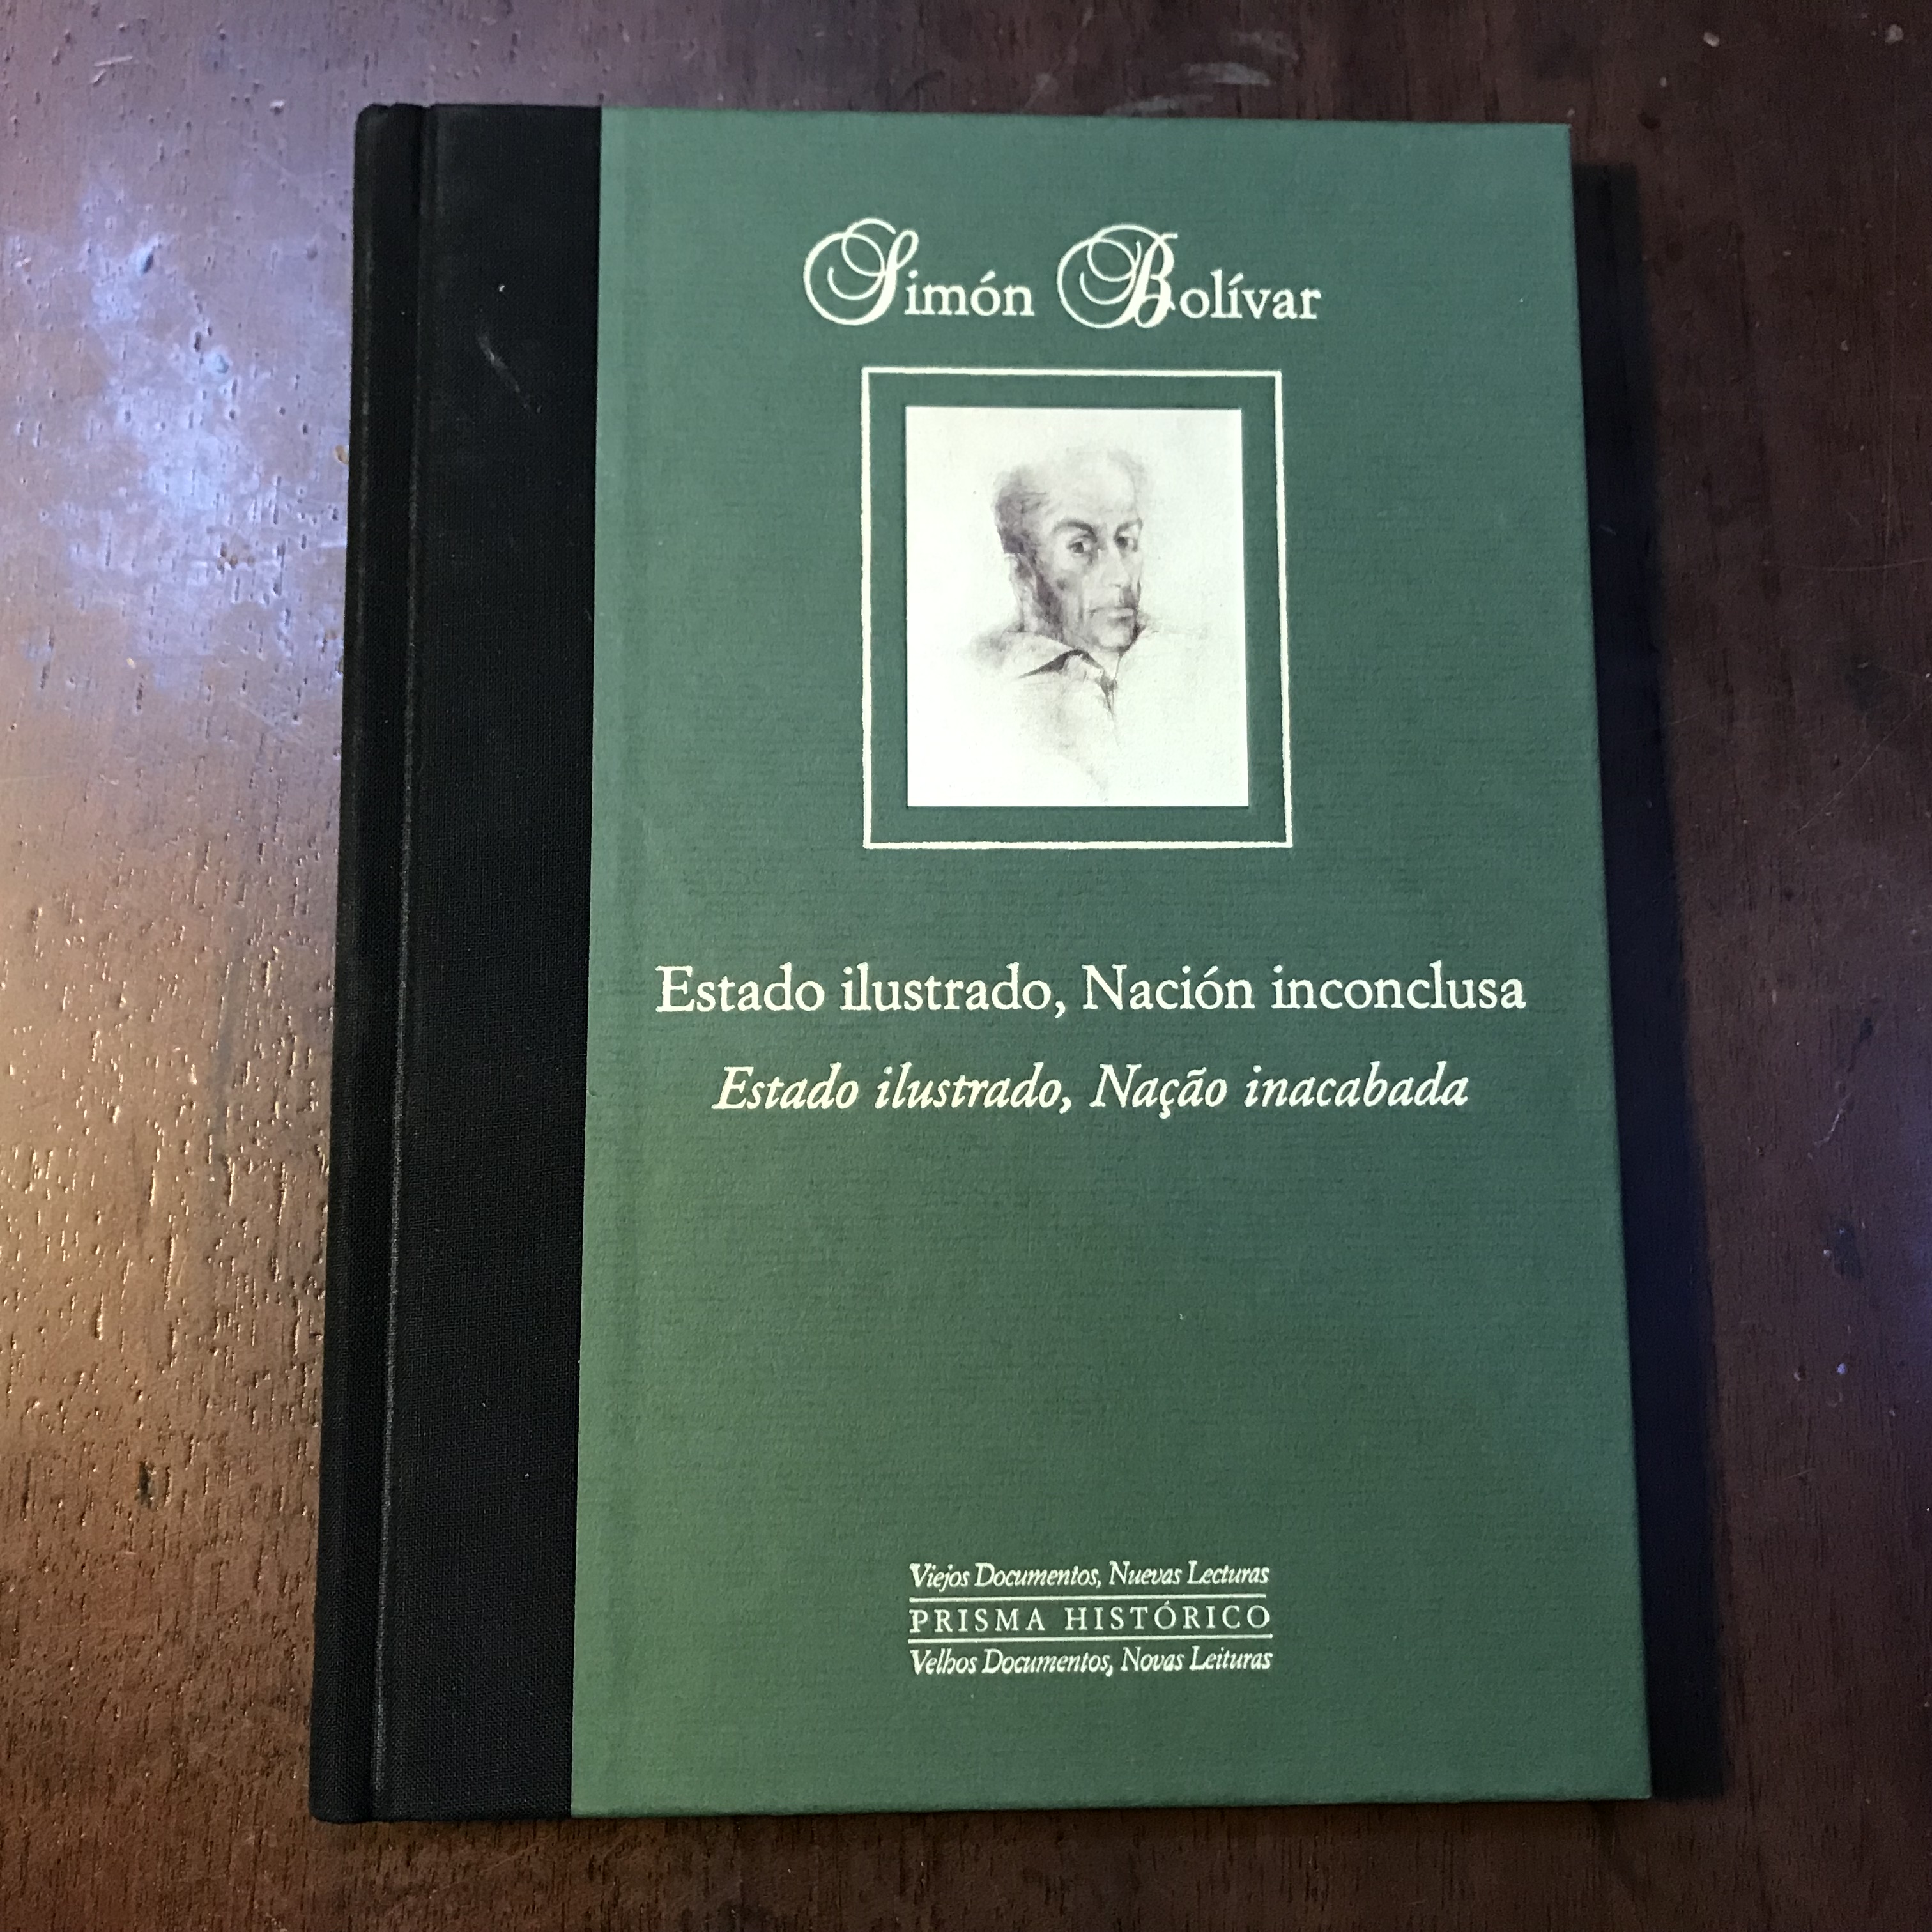 Simón Bolívar
Estado ilustrado, Nación inconclusa
Estado ilustrado, Nação inacabada
Viejos Documentos, Nuevas Lecturas
PRISMA HISTÓRICO
Velhos Documentos, Novas Leituras